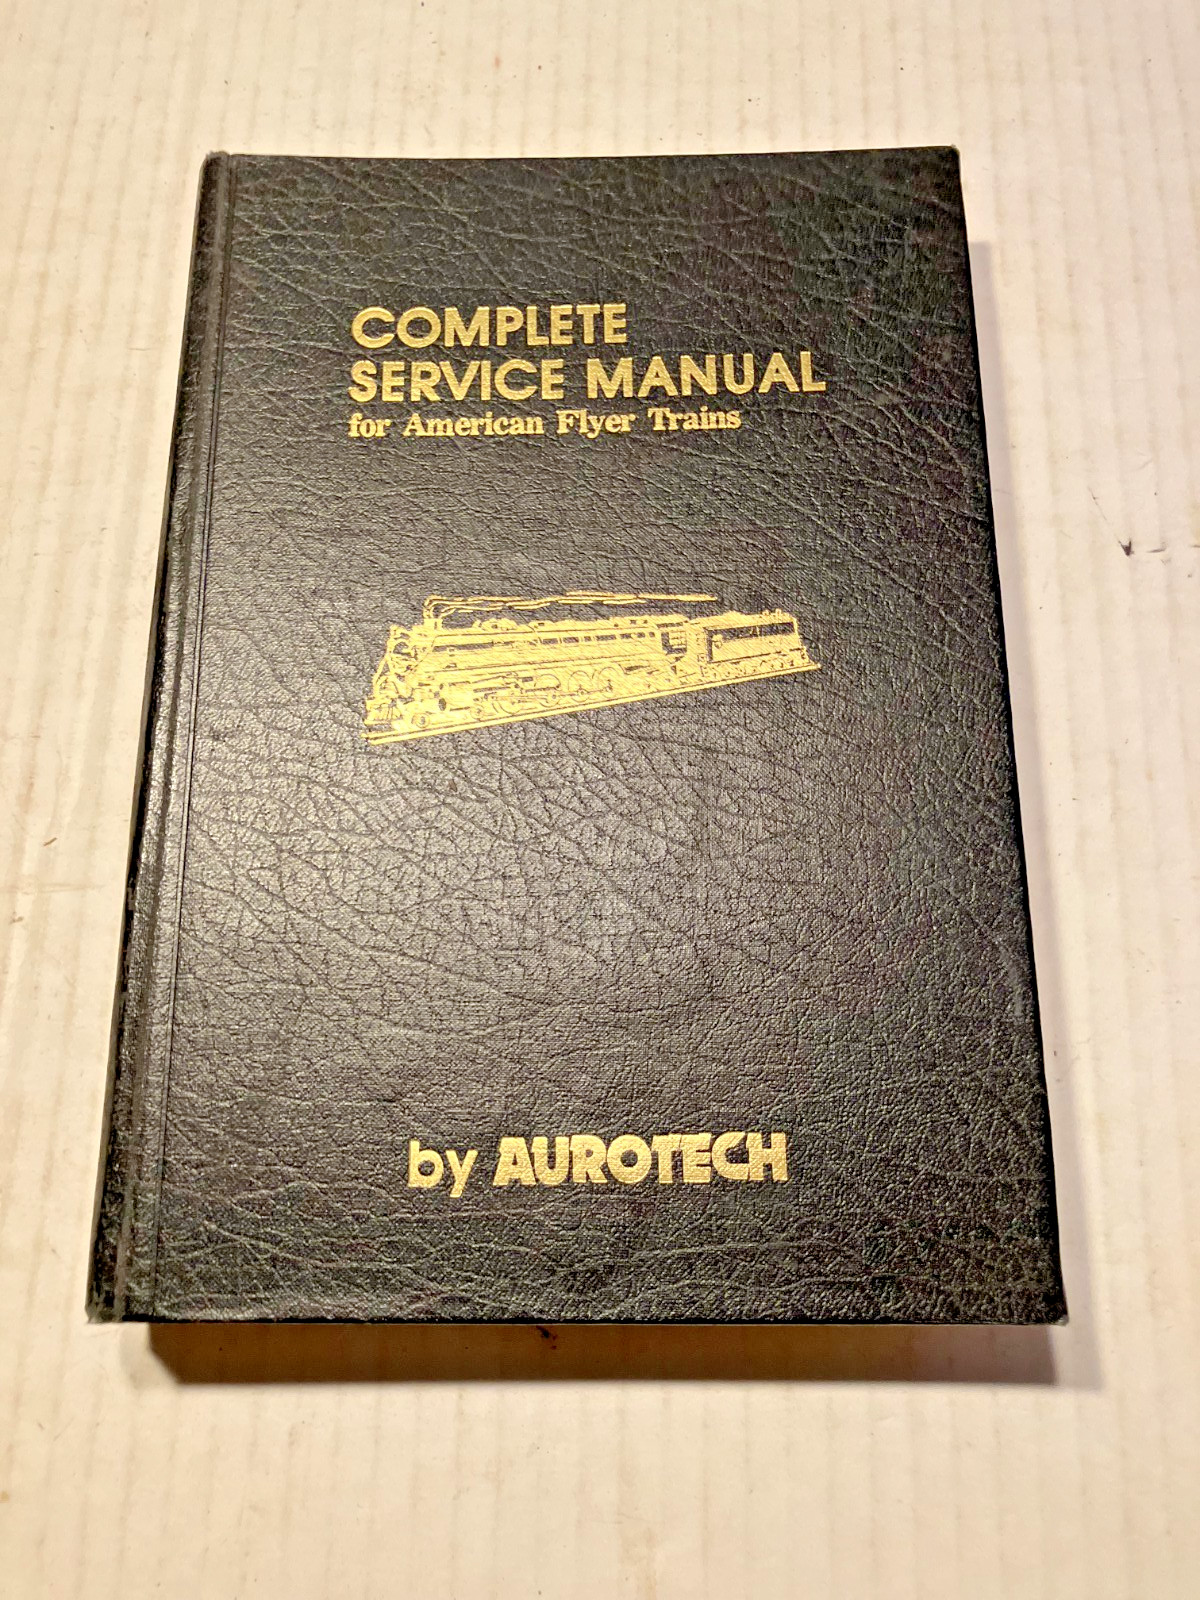 COMPLETE
SERVICE MANUAL
for American Flyer Trains
by AUROTECH